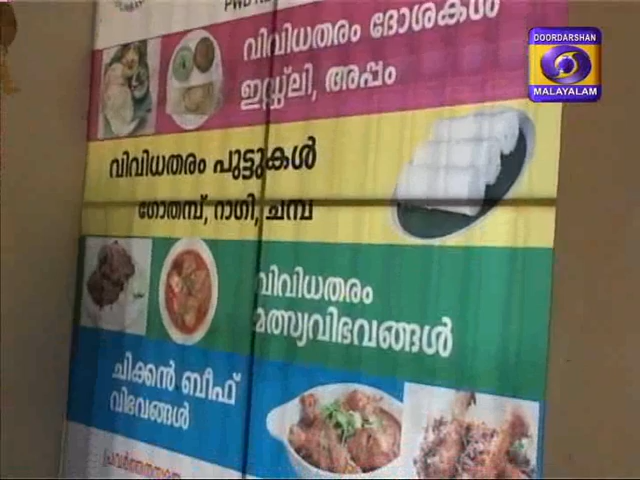 വിവിധതരം ദോശകൾ
ഇഡ്ഡ്ലി, അപ്പം
വിവിധതരം പുട്ടുകൾ
ഗോതമ്പ്, റാഗി, ചമ്പ
വിവിധതരം
മത്സ്യവിഭവങ്ങൾ
ചിക്കൻ ബീഫ്
വിഭവങ്ങൾ
DOORDARSHAN
MALAYALAM